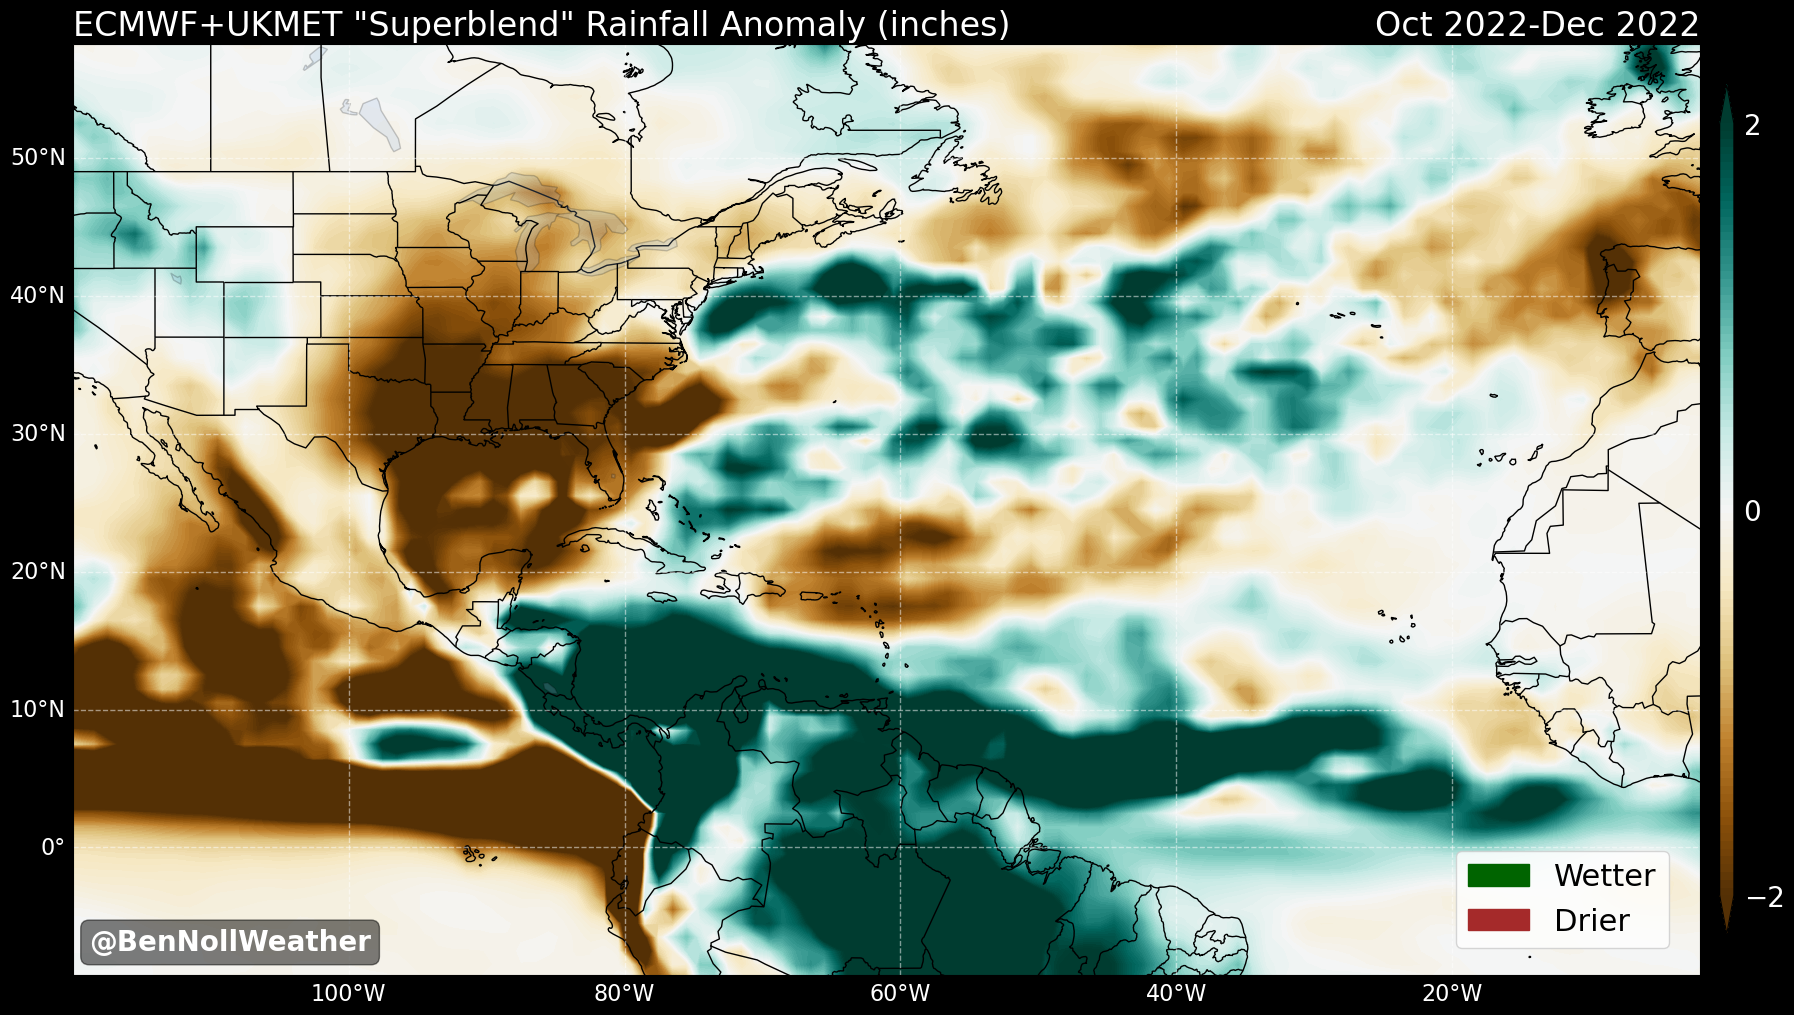 ECMWF+UKMET "Superblend" Rainfall Anomaly (inches) Oct 2022-Dec 2022
50°N
40°N
30°N
20°N
10°N
0°
100°W 80°W 60°W 40°W 20°W
2
0
−2
Wetter
Drier
@BenNollWeather